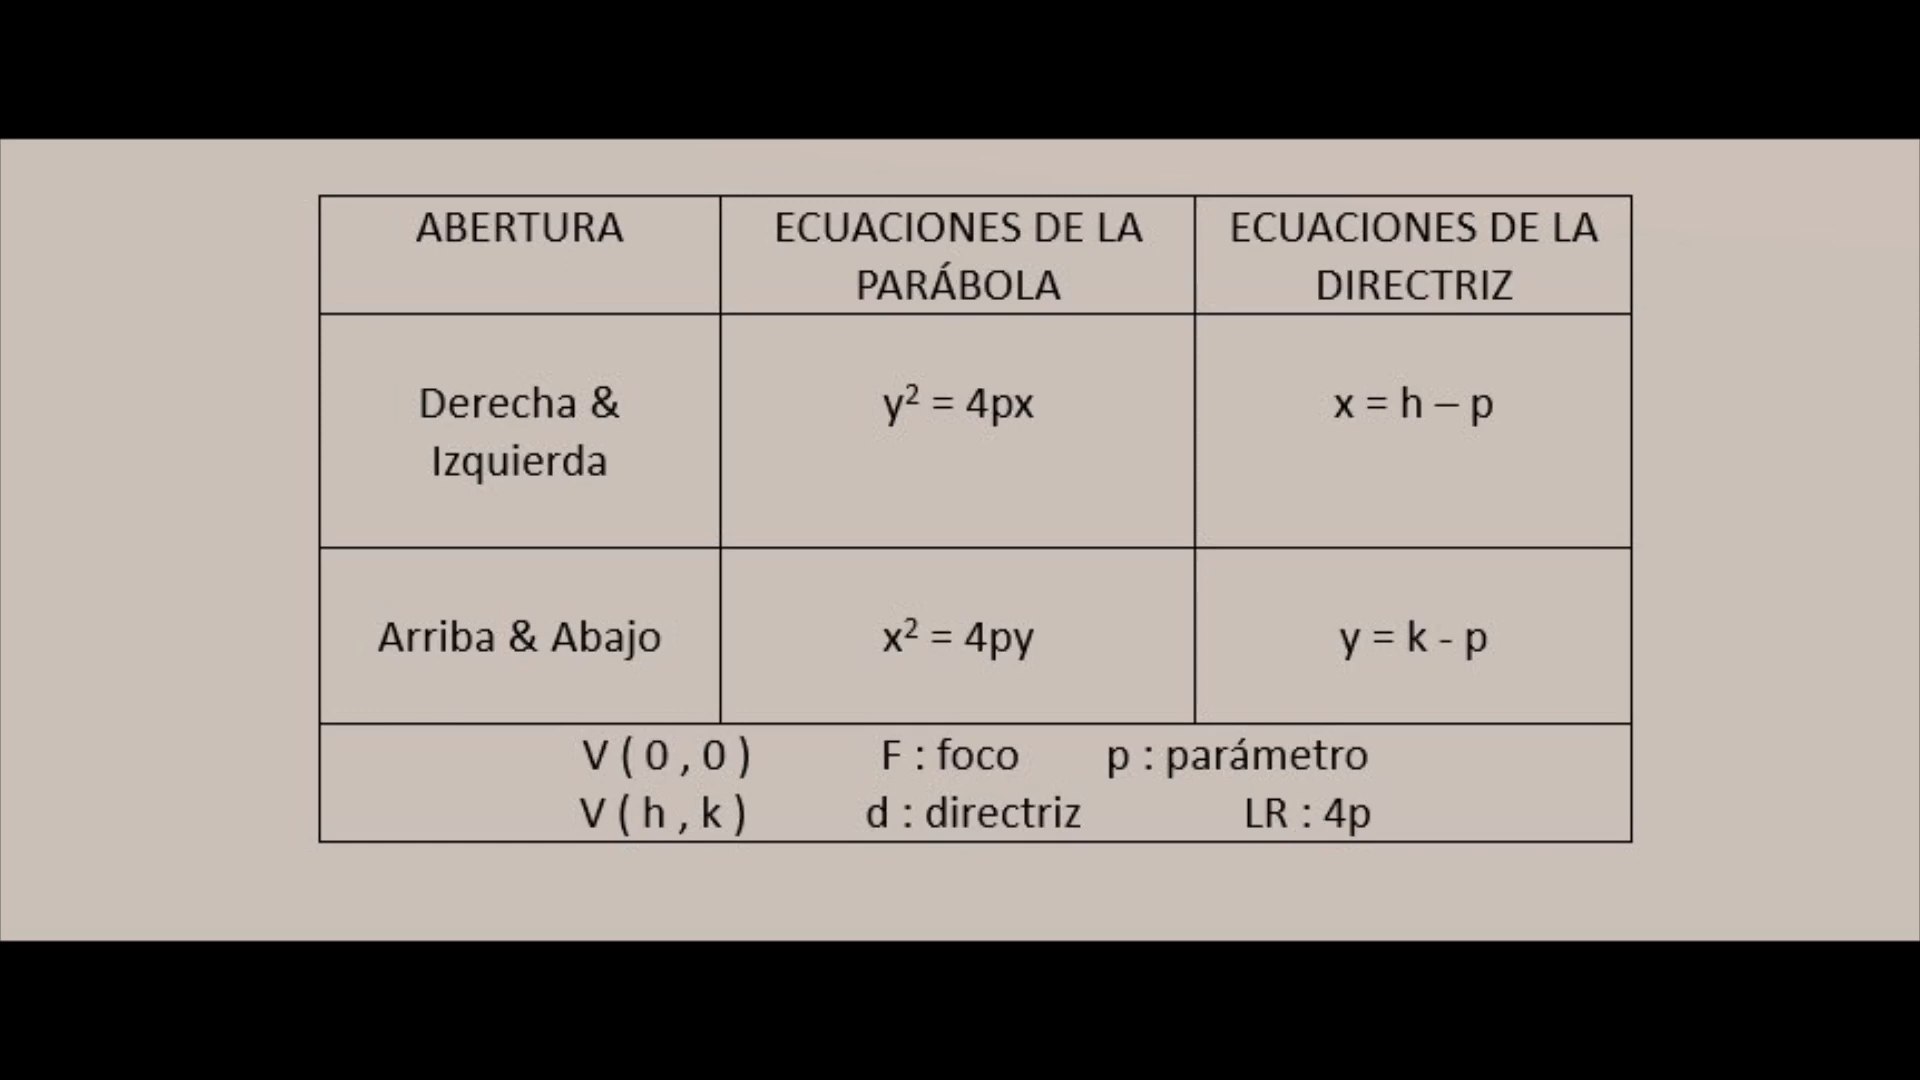 ABERTURA
ECUACIONES DE LA
PARÁBOLA
ECUACIONES DE LA
DIRECTRIZ
Derecha &
Izquierda
y² = 4px
x = h – p
Arriba & Abajo
x² = 4py
y = k - p
V ( 0 , 0 ) F : foco p : parámetro
V ( h , k ) d : directriz LR : 4p